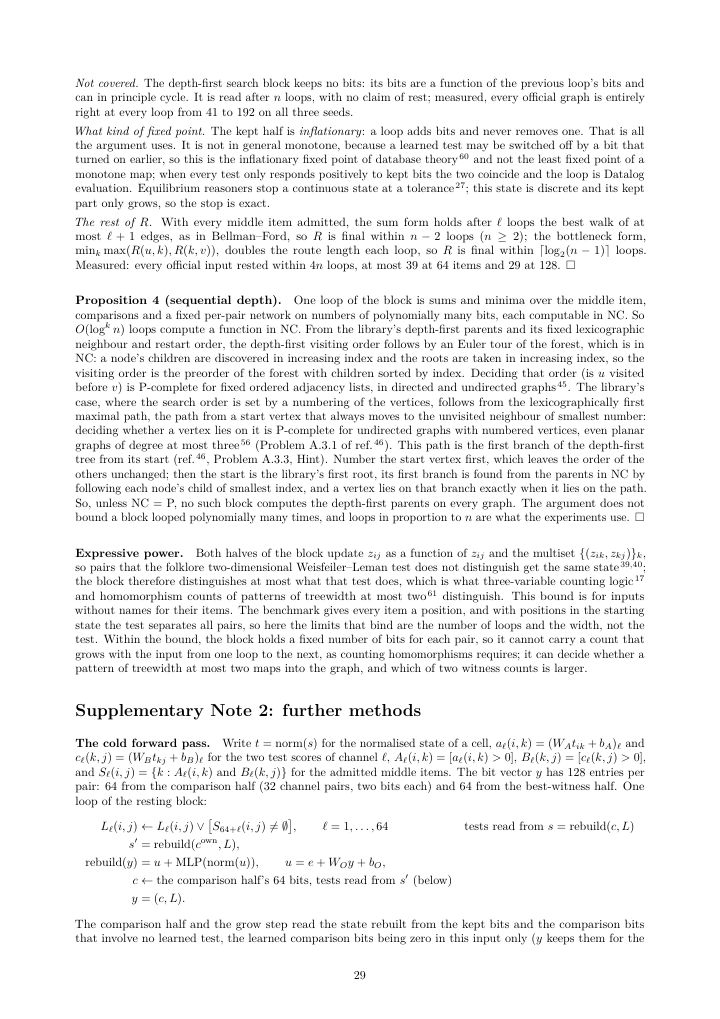 Not covered. The depth-first search block keeps no bits: its bits are a function of the previous loop's bits and
can in principle cycle. It is read after n loops, with no claim of rest; measured, every official graph is entirely
right at every loop from 41 to 192 on all three seeds.
What kind of fixed point. The kept half is inflationary: a loop adds bits and never removes one. That is all
the argument uses. It is not in general monotone, because a learned test may be switched off by a bit that
turned on earlier, so this is the inflationary fixed point of database theory⁶⁰ and not the least fixed point of a
monotone map; when every test only responds positively to kept bits the two coincide and the loop is Datalog
evaluation. Equilibrium reasoners stop a continuous state at a tolerance²⁷; this state is discrete and its kept
part only grows, so the stop is exact.
The rest of R. With every middle item admitted, the sum form holds after ℓ loops the best walk of at
most ℓ + 1 edges, as in Bellman–Ford, so R is final within n − 2 loops (n ≥ 2); the bottleneck form,
minₖ max(R(u, k), R(k, v)), doubles the route length each loop, so R is final within ⌈log₂(n − 1)⌉ loops.
Measured: every official input rested within 4n loops, at most 39 at 64 items and 29 at 128. □
Proposition 4 (sequential depth). One loop of the block is sums and minima over the middle item,
comparisons and a fixed per-pair network on numbers of polynomially many bits, each computable in NC. So
O(logᵏ n) loops compute a function in NC. From the library's depth-first parents and its fixed lexicographic
neighbour and restart order, the depth-first visiting order follows by an Euler tour of the forest, which is in
NC: a node's children are discovered in increasing index and the roots are taken in increasing index, so the
visiting order is the preorder of the forest with children sorted by index. Deciding that order (is u visited
before v) is P-complete for fixed ordered adjacency lists, in directed and undirected graphs⁴⁵. The library's
case, where the search order is set by a numbering of the vertices, follows from the lexicographically first
maximal path, the path from a start vertex that always moves to the unvisited neighbour of smallest number:
deciding whether a vertex lies on it is P-complete for undirected graphs with numbered vertices, even planar
graphs of degree at most three⁵⁶ (Problem A.3.1 of ref.⁴⁶). This path is the first branch of the depth-first
tree from its start (ref.⁴⁶, Problem A.3.3, Hint). Number the start vertex first, which leaves the order of the
others unchanged; then the start is the library's first root, its first branch is found from the parents in NC by
following each node's child of smallest index, and a vertex lies on that branch exactly when it lies on the path.
So, unless NC = P, no such block computes the depth-first parents on every graph. The argument does not
bound a block looped polynomially many times, and loops in proportion to n are what the experiments use. □
Expressive power. Both halves of the block update zᵢⱼ as a function of zᵢⱼ and the multiset {(zᵢₖ, zₖⱼ)}ₖ,
so pairs that the folklore two-dimensional Weisfeiler–Leman test does not distinguish get the same state³⁹,⁴⁰;
the block therefore distinguishes at most what that test does, which is what three-variable counting logic¹⁷
and homomorphism counts of patterns of treewidth at most two⁶¹ distinguish. This bound is for inputs
without names for their items. The benchmark gives every item a position, and with positions in the starting
state the test separates all pairs, so here the limits that bind are the number of loops and the width, not the
test. Within the bound, the block holds a fixed number of bits for each pair, so it cannot carry a count that
grows with the input from one loop to the next, as counting homomorphisms requires; it can decide whether a
pattern of treewidth at most two maps into the graph, and which of two witness counts is larger.
Supplementary Note 2: further methods
The cold forward pass. Write t = norm(s) for the normalised state of a cell, a_ℓ(i, k) = (W_A t_ik + b_A)_ℓ and
c_ℓ(k, j) = (W_B t_kj + b_B)_ℓ for the two test scores of channel ℓ, A_ℓ(i, k) = [a_ℓ(i, k) > 0], B_ℓ(k, j) = [c_ℓ(k, j) > 0],
and S_ℓ(i, j) = {k : A_ℓ(i, k) and B_ℓ(k, j)} for the admitted middle items. The bit vector y has 128 entries per
pair: 64 from the comparison half (32 channel pairs, two bits each) and 64 from the best-witness half. One
loop of the resting block:
L_ℓ(i, j) ← L_ℓ(i, j) ∨ [S_{64+ℓ}(i, j) ≠ ∅], ℓ = 1, . . . , 64 tests read from s = rebuild(c, L)
s′ = rebuild(c^own, L),
rebuild(y) = u + MLP(norm(u)), u = e + W_O y + b_O,
c ← the comparison half's 64 bits, tests read from s′ (below)
y = (c, L).
The comparison half and the grow step read the state rebuilt from the kept bits and the comparison bits
that involve no learned test, the learned comparison bits being zero in this input only (y keeps them for the
29